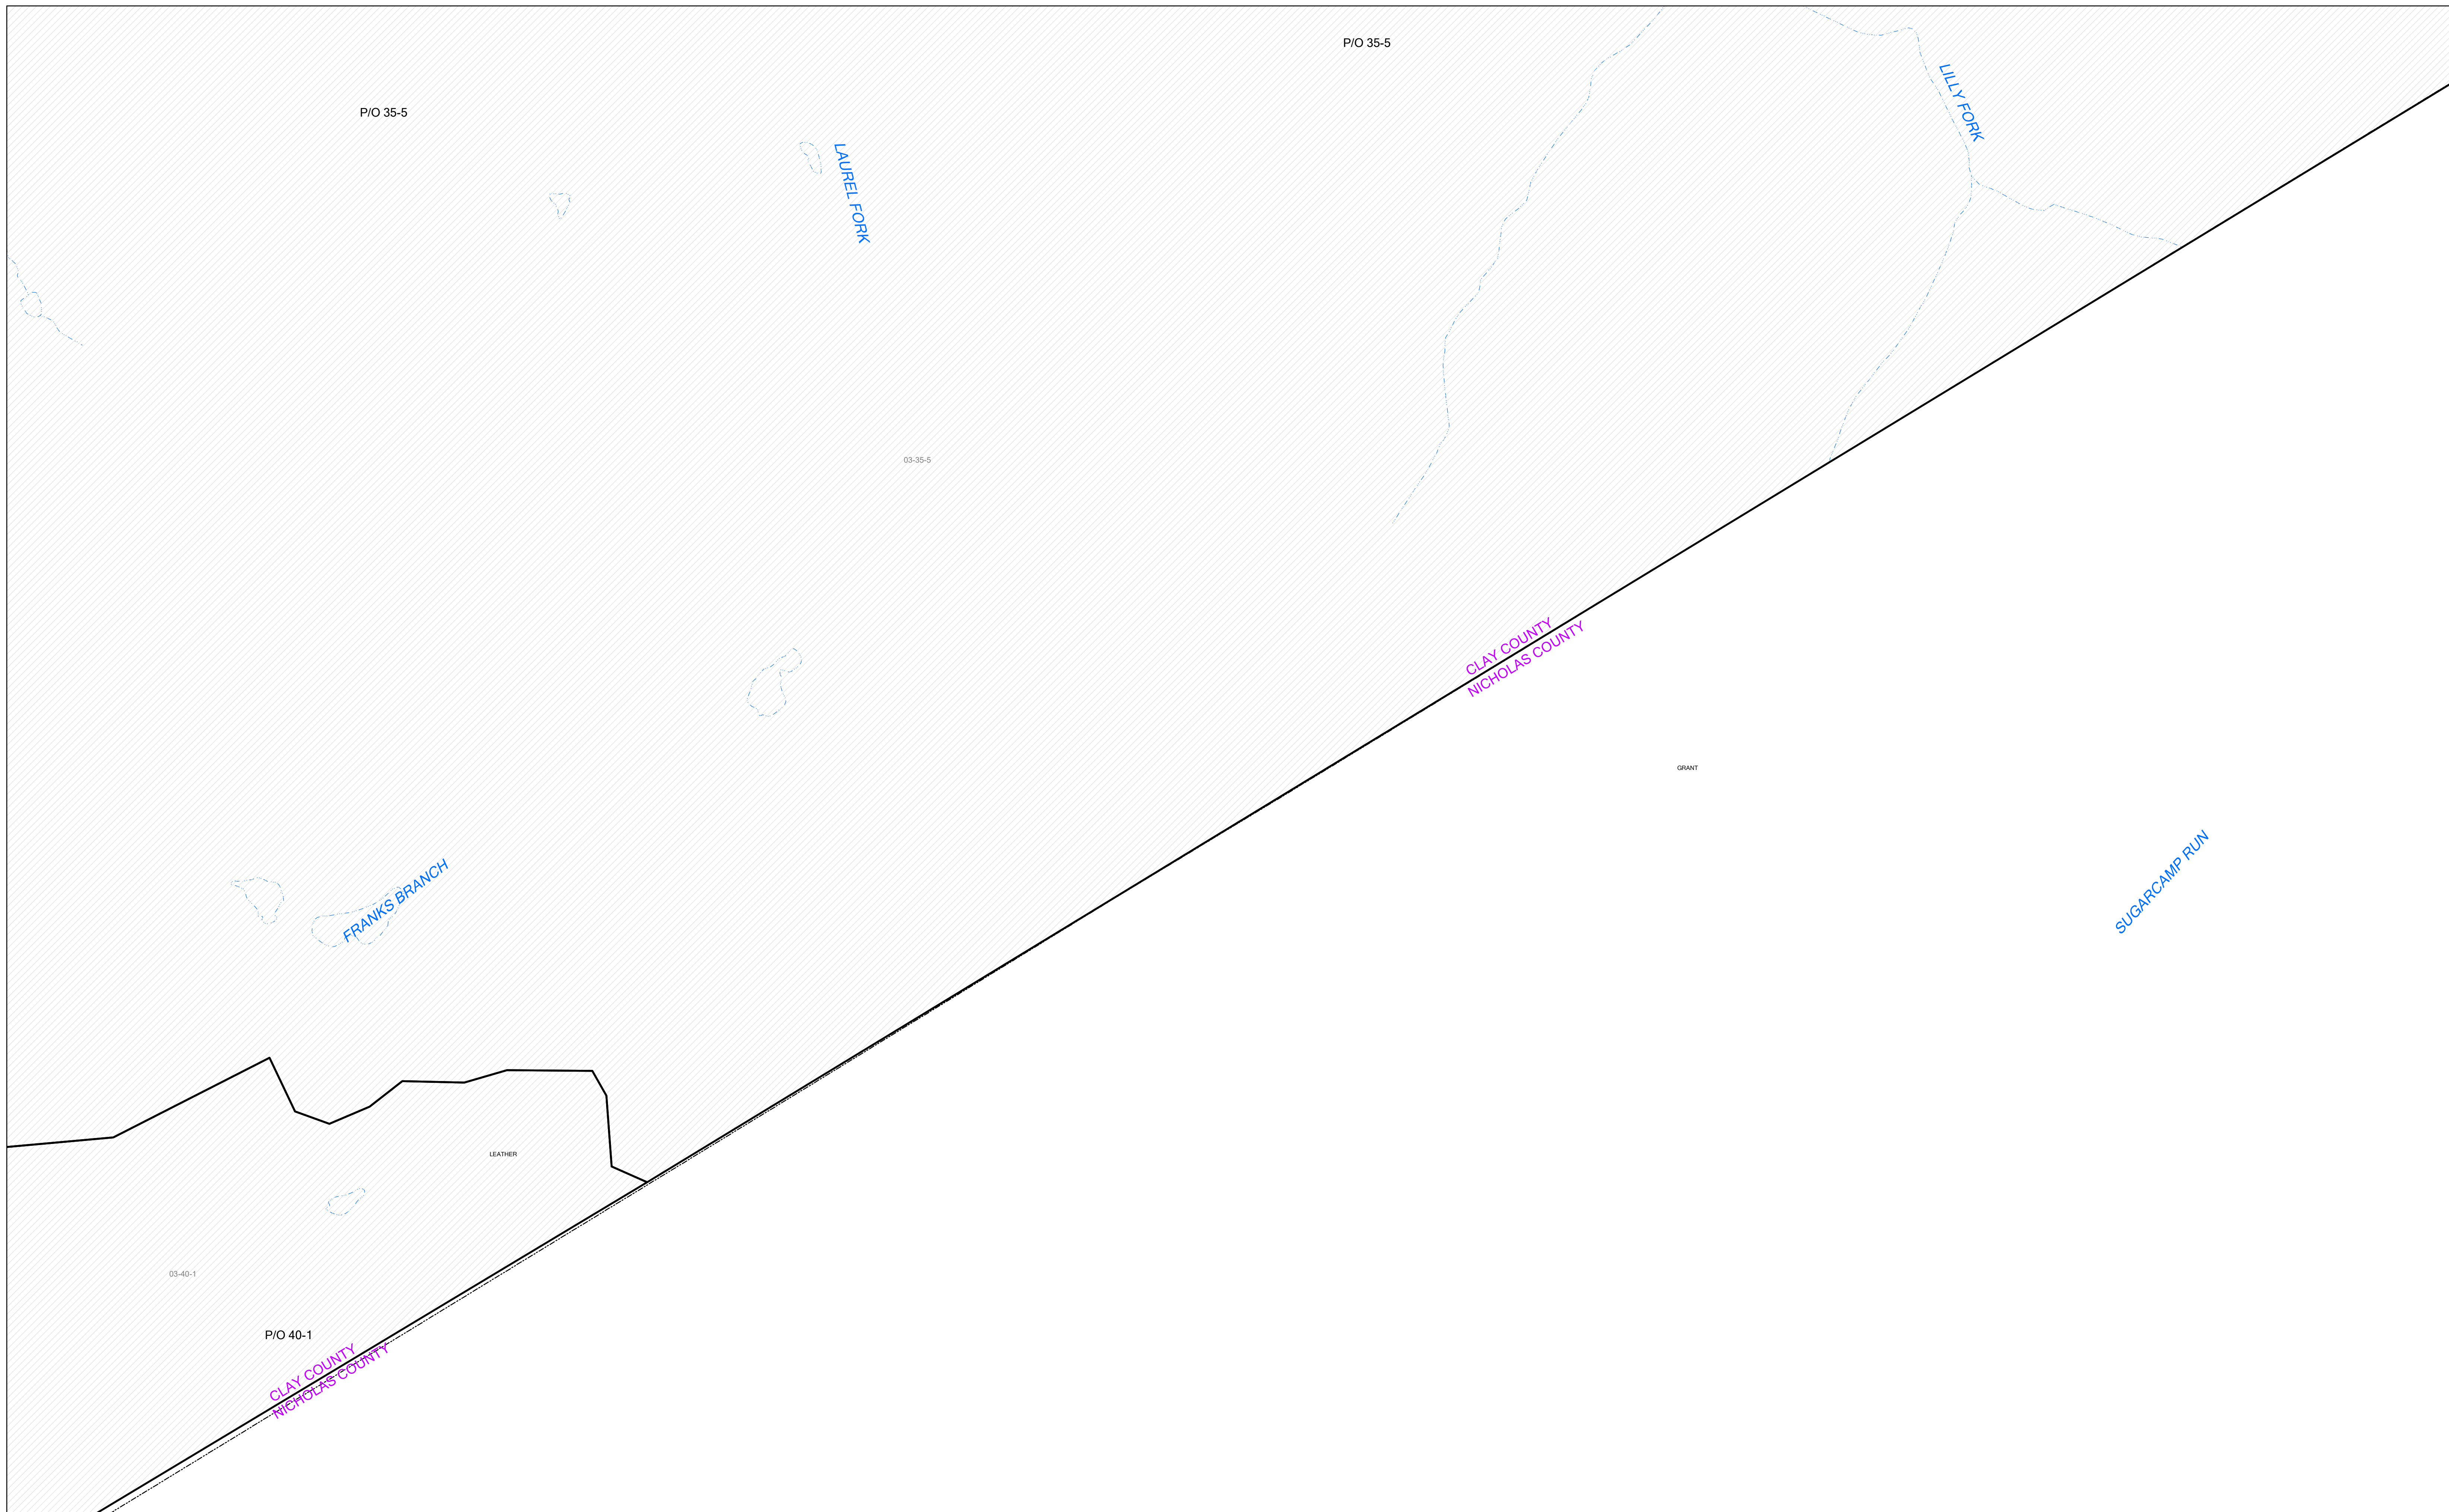 P/O 35-5
P/O 35-5
LILLY FORK
LAUREL FORK
03-35-5
CLAY COUNTY
NICHOLAS COUNTY
GRANT
SUGARCAMP RUN
FRANKS BRANCH
LEATHER
03-40-1
P/O 40-1
CLAY COUNTY
NICHOLAS COUNTY